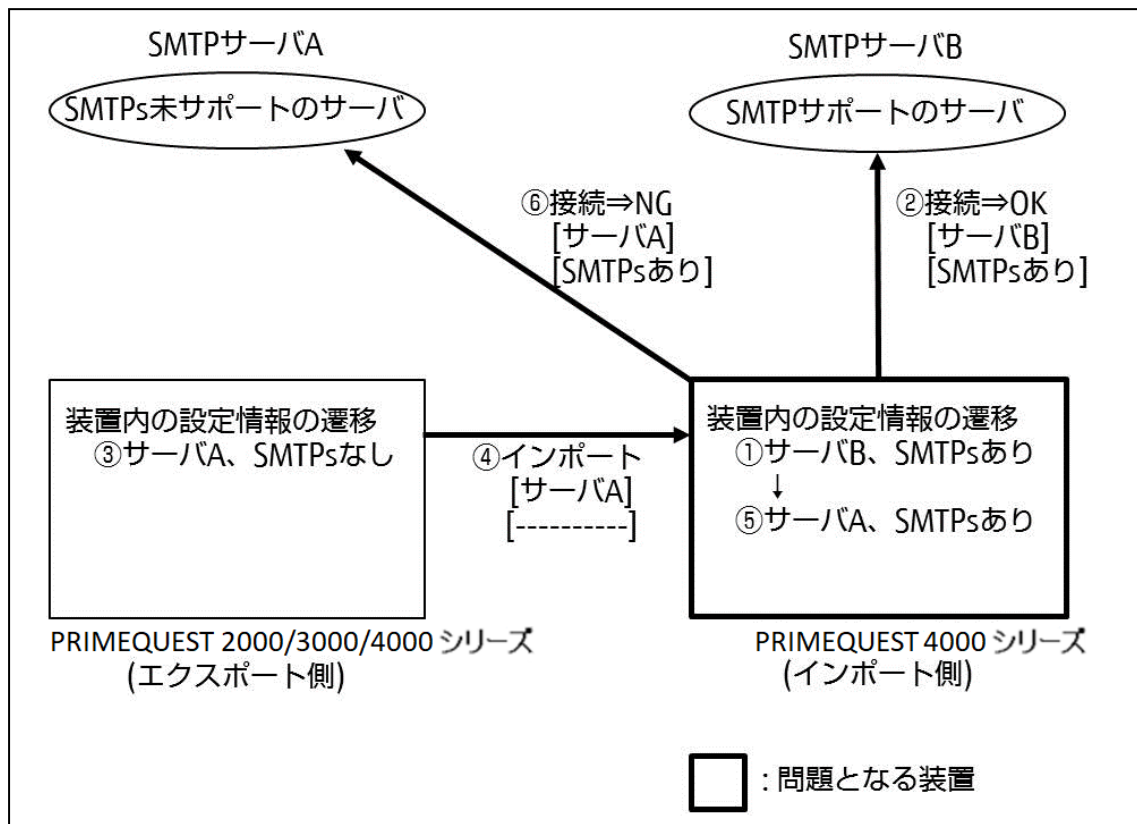 SMTPサーバA
SMTPs未サポートのサーバ
SMTPサーバB
SMTPサポートのサーバ
⑥接続⇒NG
[サーバA]
[SMTPsあり]
②接続⇒OK
[サーバB]
[SMTPsあり]
装置内の設定情報の遷移
③サーバA、SMTPsなし
④インポート
[サーバA]
[----------]
装置内の設定情報の遷移
①サーバB、SMTPsあり
↓
⑤サーバA、SMTPsあり
PRIMEQUEST 2000/3000/4000 シリーズ
(エクスポート側)
PRIMEQUEST 4000 シリーズ
(インポート側)
: 問題となる装置